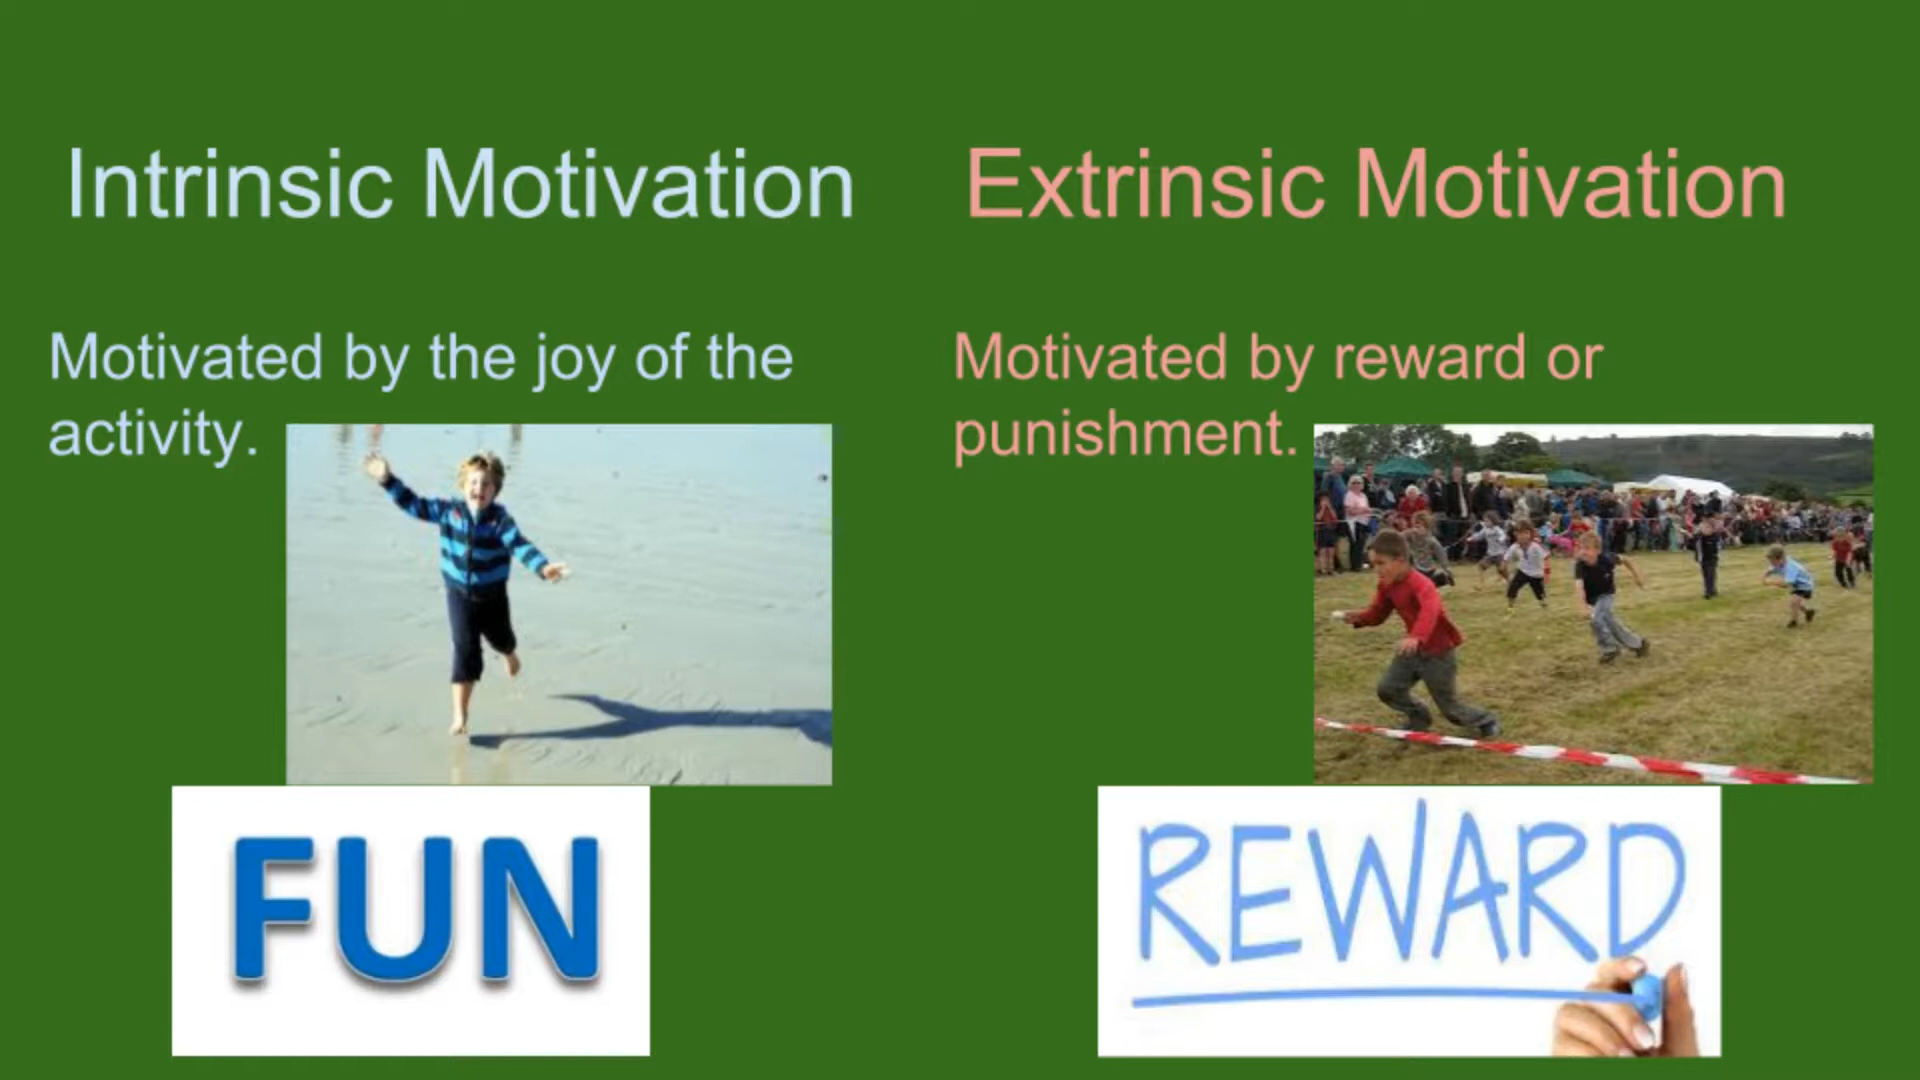 Intrinsic Motivation
Motivated by the joy of the
activity.
FUN
Extrinsic Motivation
Motivated by reward or
punishment.
REWARD